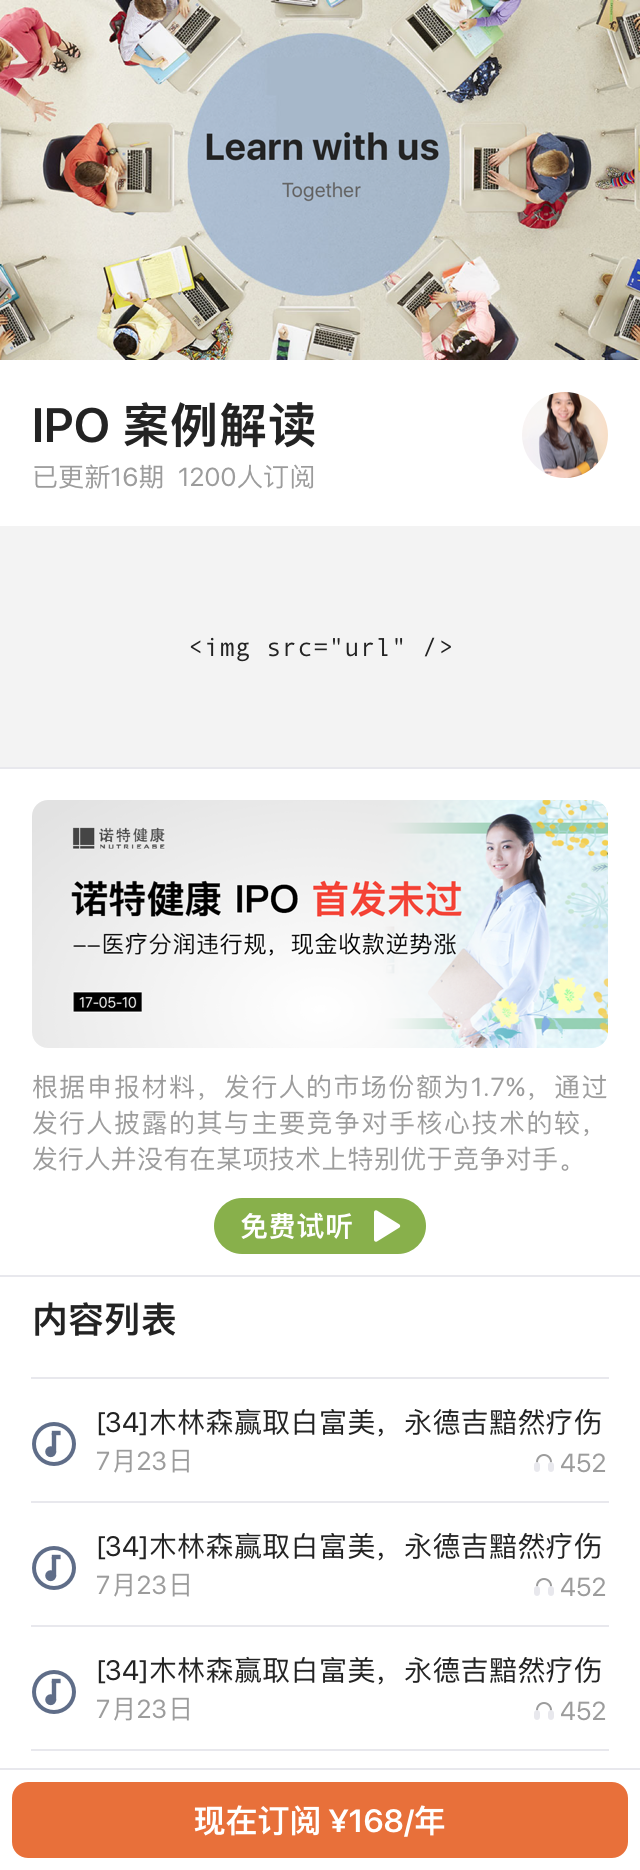 Learn with us
Together
IPO 案例解读
已更新16期 1200人订阅
<img src="url" />
诺特健康
NUTRIEABE
诺特健康 IPO 首发未过
——医疗分润违行规，现金收款逆势涨
17-05-10
根据申报材料，发行人的市场份额为1.7%，通过
发行人披露的其与主要竞争对手核心技术的较，
发行人并没有在某项技术上特别优于竞争对手。
免费试听
内容列表
[34]木林森赢取白富美，永德吉黯然疗伤
7月23日 452
[34]木林森赢取白富美，永德吉黯然疗伤
7月23日 452
[34]木林森赢取白富美，永德吉黯然疗伤
7月23日 452
现在订阅 ¥168/年